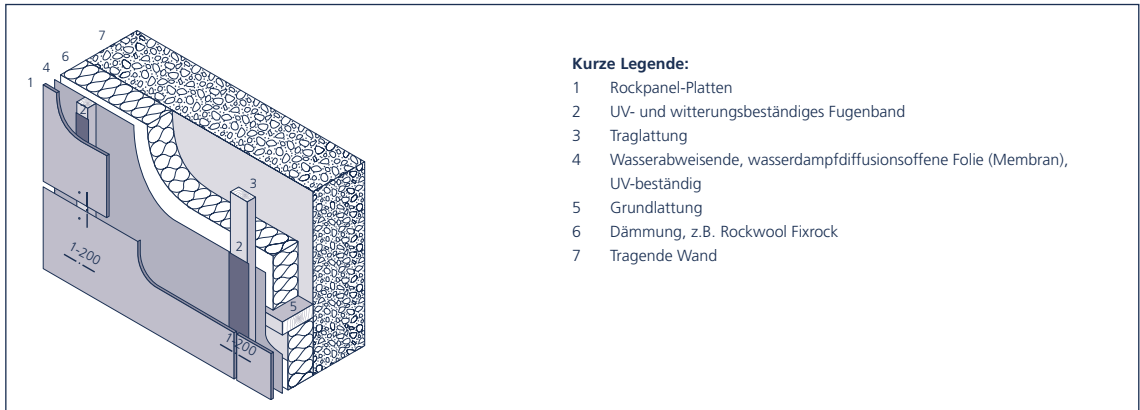 7
6
4
1
2
3
2
5
1-200
1-200
Kurze Legende:
1 Rockpanel-Platten
2 UV- und witterungsbeständiges Fugenband
3 Traglattung
4 Wasserabweisende, wasserdampfdiffusionsoffene Folie (Membran),
UV-beständig
5 Grundlattung
6 Dämmung, z.B. Rockwool Fixrock
7 Tragende Wand